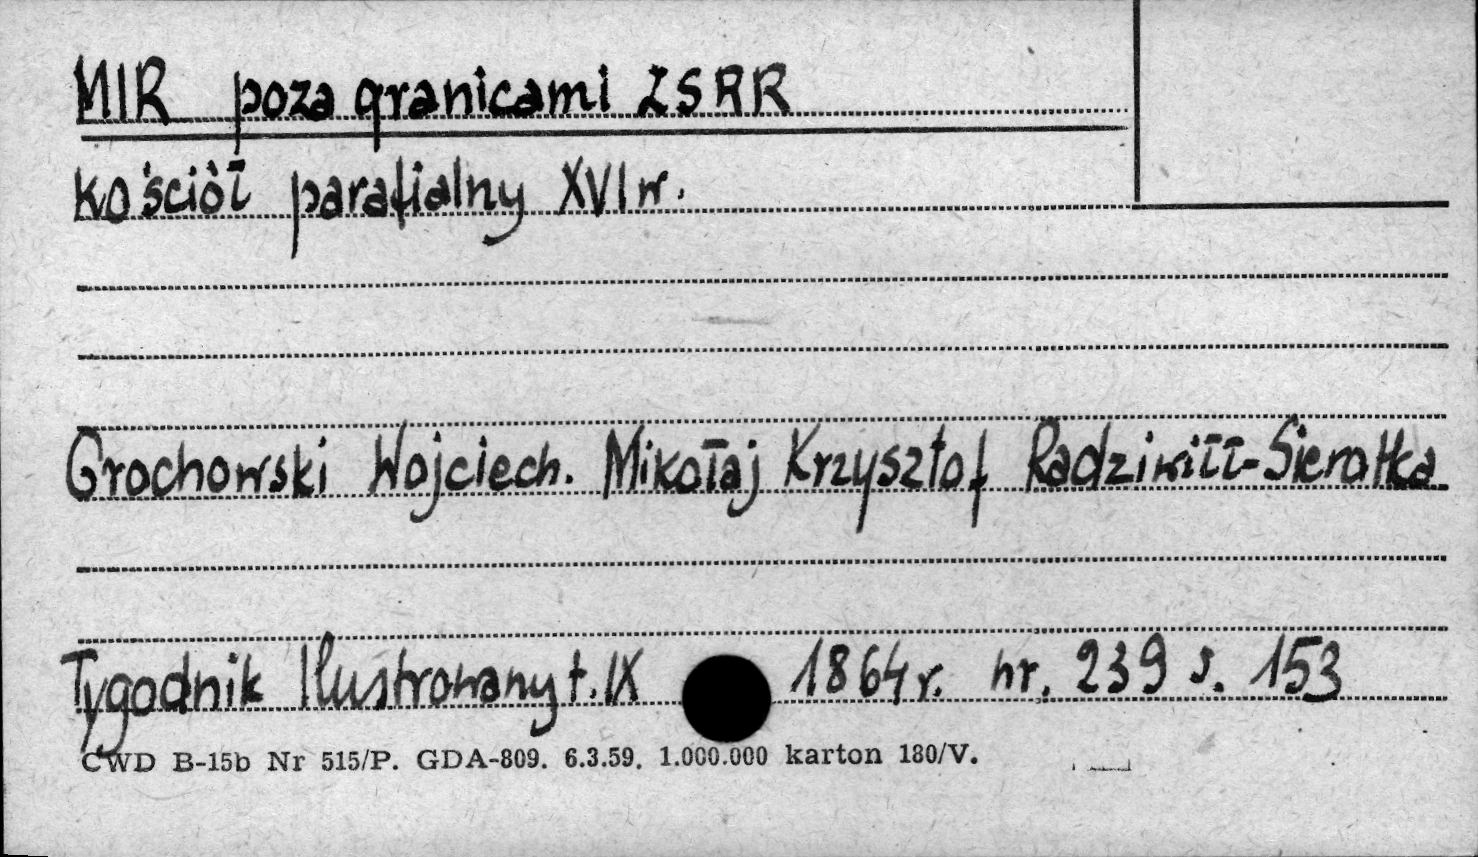 MIR poza granicami ZSRR
kościół parafialny XVI w.
Grochowski Wojciech. Mikołaj Krzysztof Radziwiłł-Sierotka
Tygodnik Ilustrowany t. IX 1864 r. nr. 239 s. 153
CWD B-15b Nr 515/P. GDA-809. 6.3.59. 1.000.000 karton 180/V.